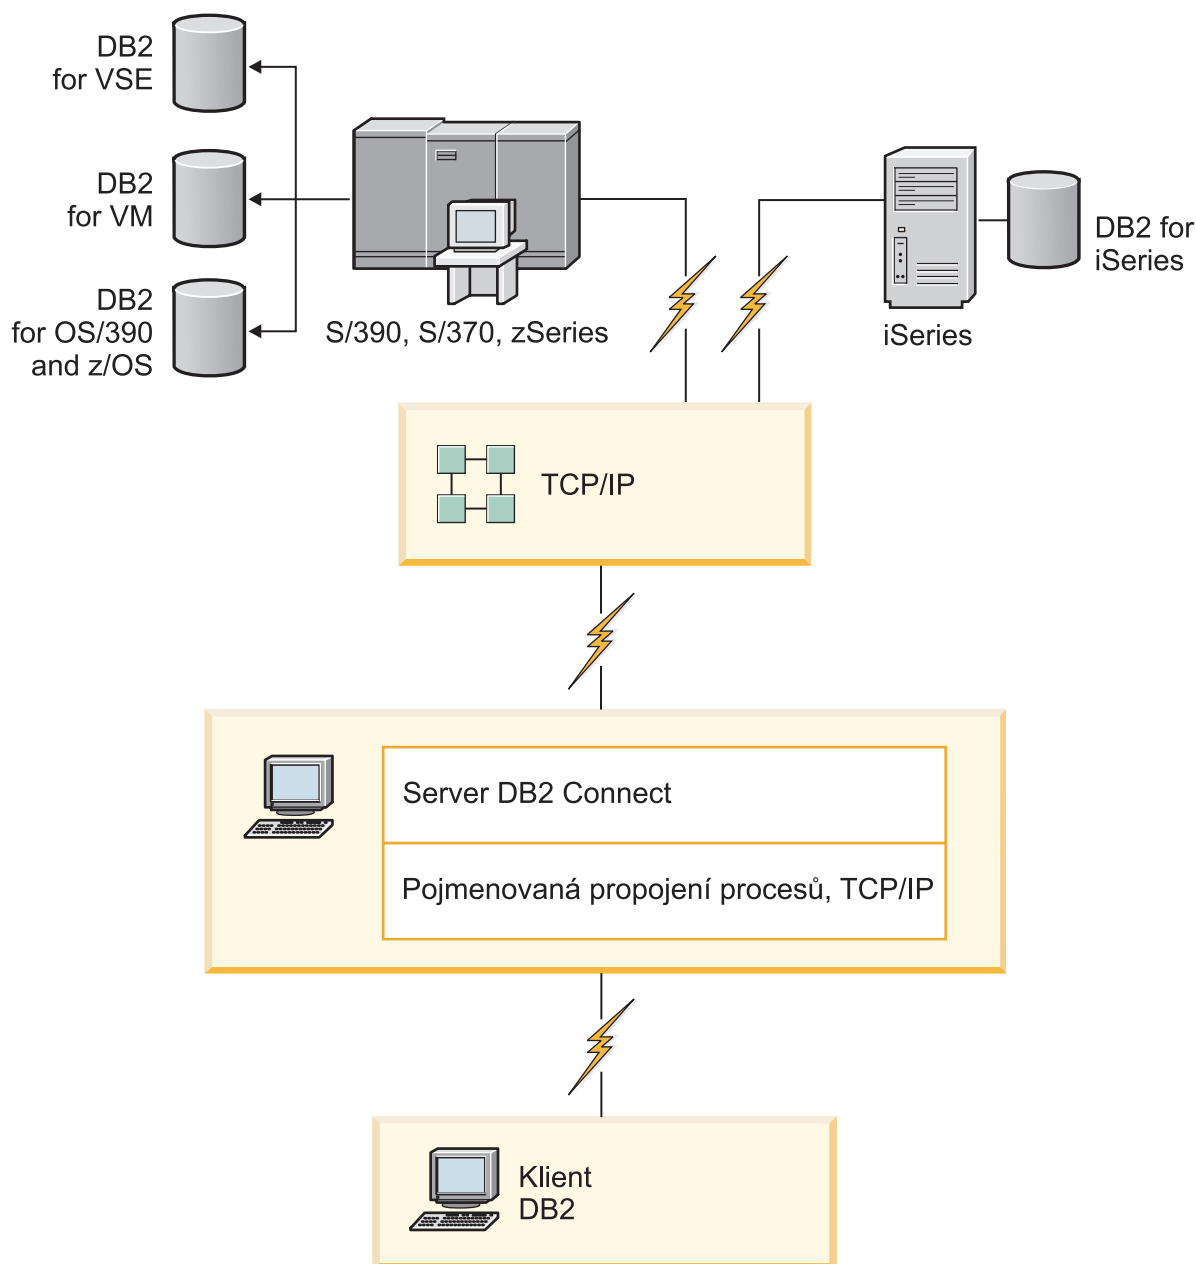 DB2
for VSE
DB2
for VM
DB2
for OS/390
and z/OS
S/390, S/370, zSeries
iSeries
DB2 for
iSeries
TCP/IP
Server DB2 Connect
Pojmenovaná propojení procesů, TCP/IP
Klient
DB2